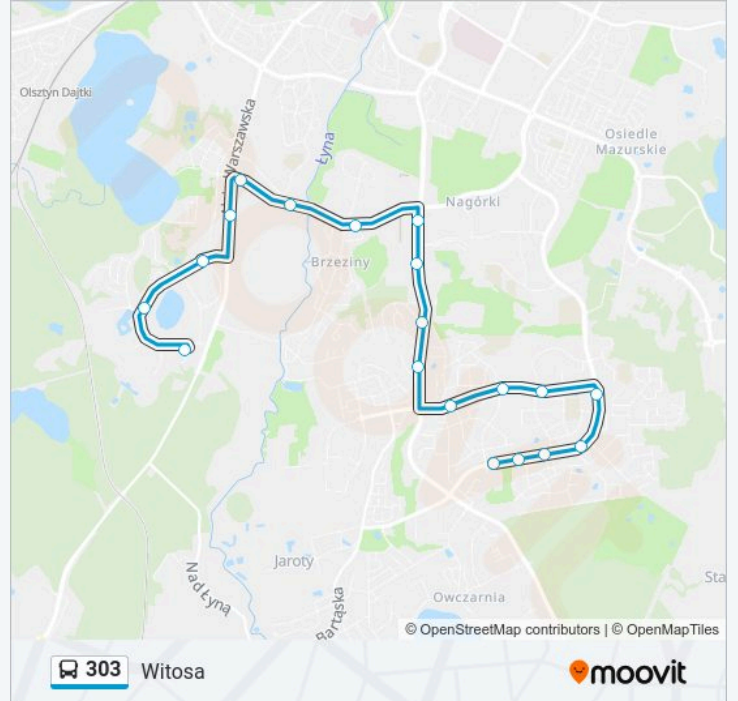 Olsztyn Dajtki
Warszawska
Łyna
Osiedle
Mazurskie
Nagórki
Brzeziny
Jaroty
Nad Łyną
Bartąska
Owczarnia
Sta
© OpenStreetMap contributors | © OpenMapTiles
303 Witosa
moovit